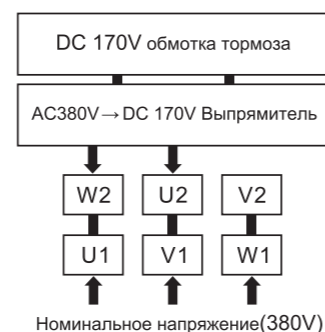 DC 170V обмотка тормоза
AC380V→DC 170V Выпрямитель
W2 U2 V2
U1 V1 W1
Номинальное напряжение(380V)